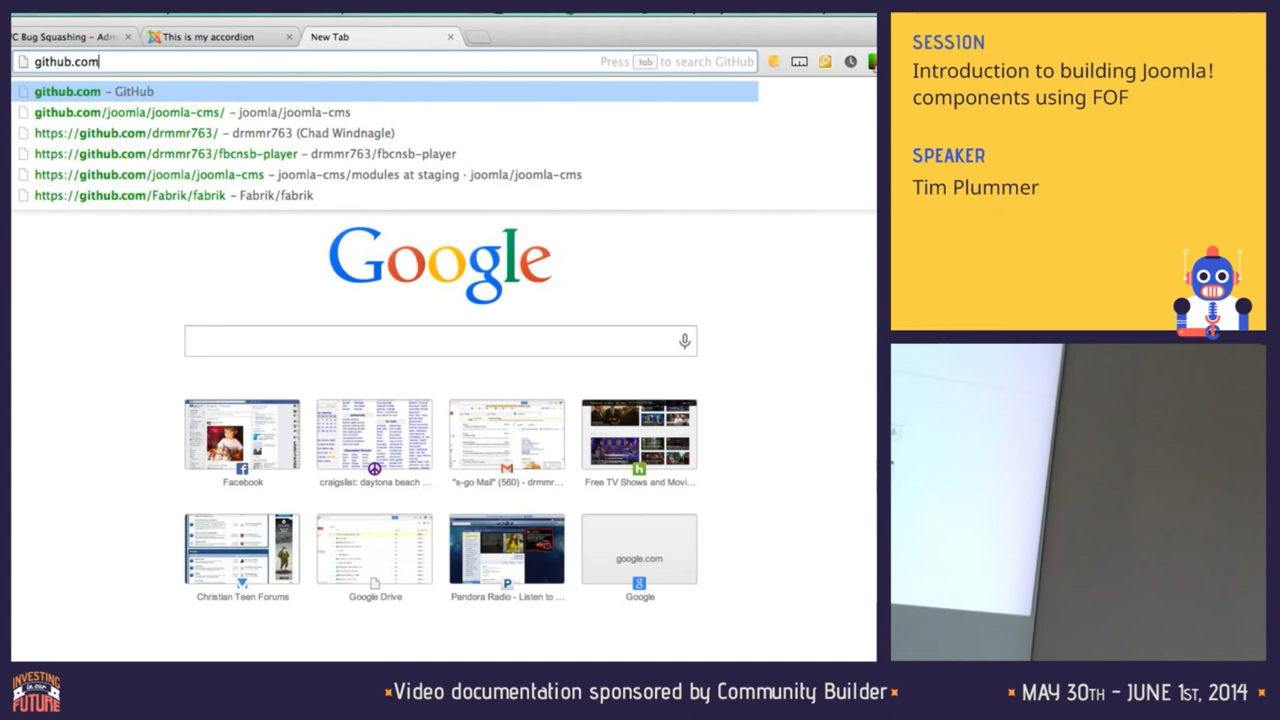 'C Bug Squashing – Adm
This is my accordion
New Tab
github.com
Press tab to search GitHub
github.com – GitHub
github.com/joomla/joomla-cms/ – joomla/joomla-cms
https://github.com/drmmr763/ – drmmr763 (Chad Windnagle)
https://github.com/drmmr763/fbcnsb-player – drmmr763/fbcnsb-player
https://github.com/joomla/joomla-cms – joomla-cms/modules at staging · joomla/joomla-cms
https://github.com/Fabrik/fabrik – Fabrik/fabrik
Google
Facebook
craigslist: daytona beach ...
"s-go Mail" (560) - drmmr...
Free TV Shows and Movi...
google.com
Christian Teen Forums
Google Drive
Pandora Radio - Listen to ...
Google
SESSION
Introduction to building Joomla!
components using FOF
SPEAKER
Tim Plummer
INVESTING
IN OUR
FUTURE
Video documentation sponsored by Community Builder
MAY 30TH - JUNE 1ST, 2014